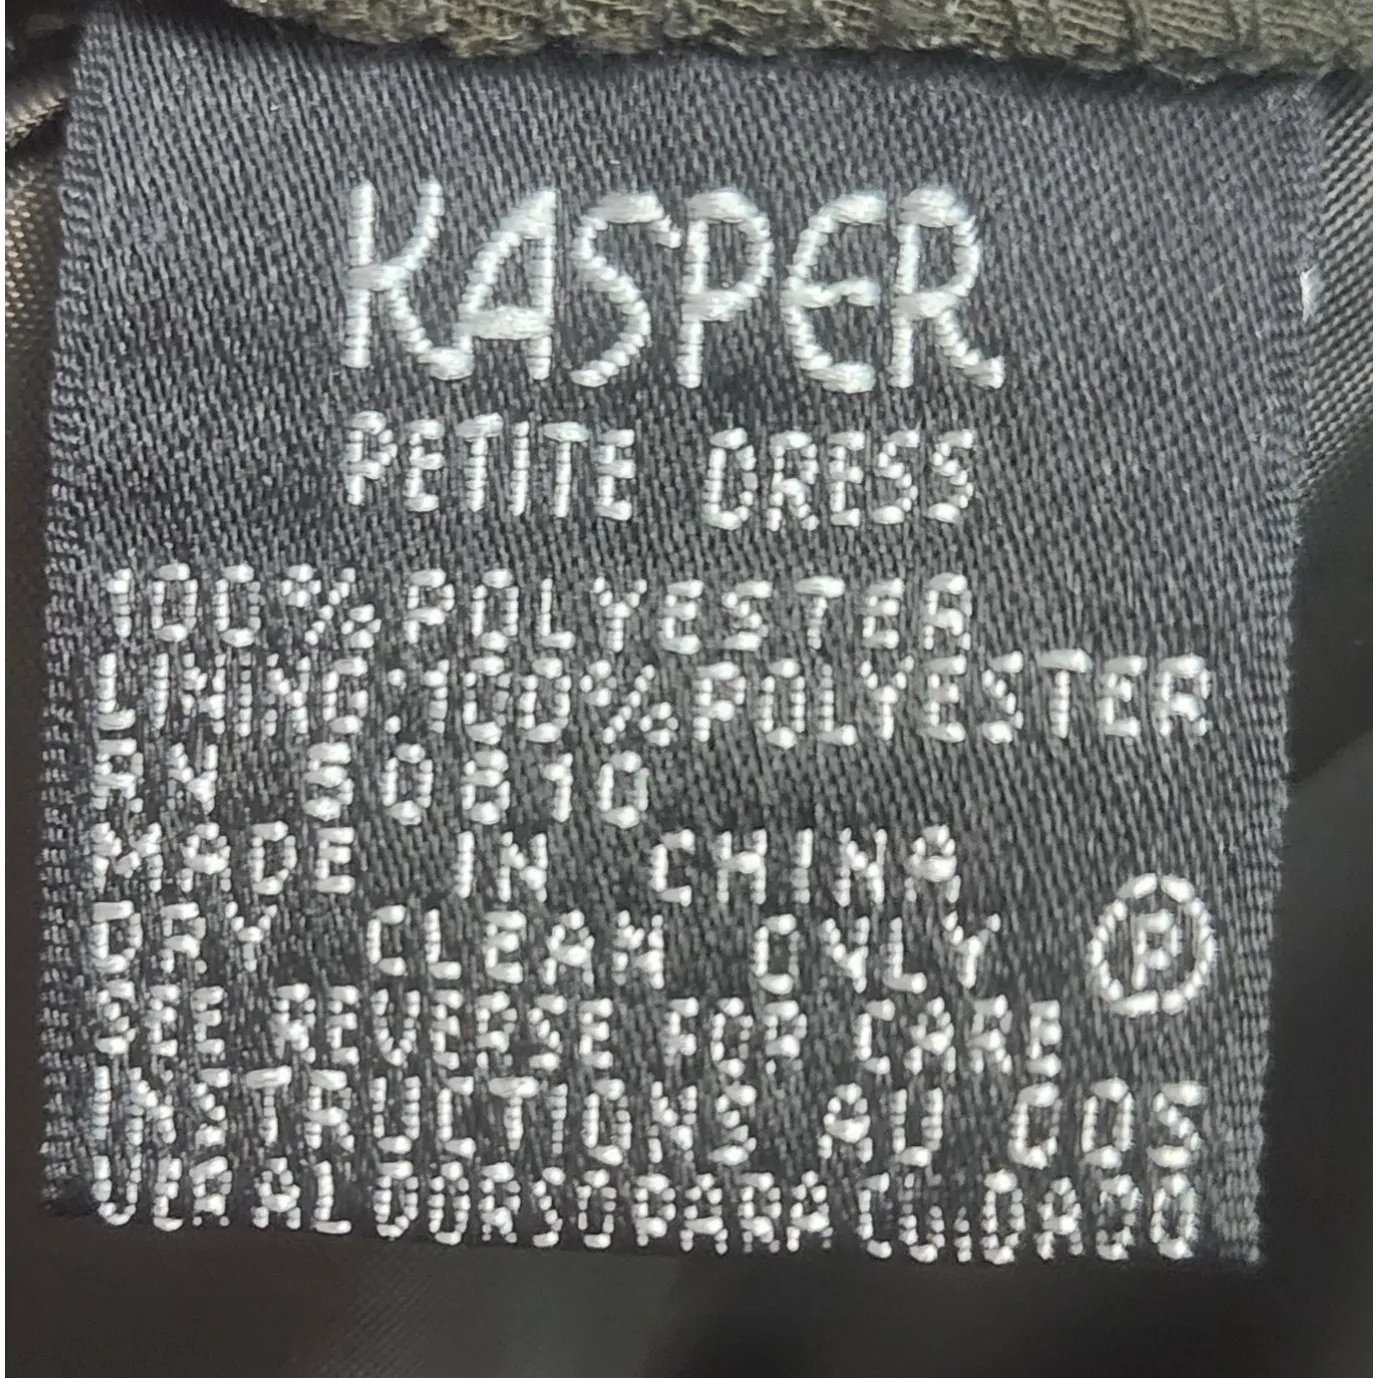 KASPER
PETITE DRESS
100% POLYESTER
LINING:100%POLYESTER
RN 50810
MADE IN CHINA
DRY CLEAN ONLY Ⓟ
SEE REVERSE FOR CARE
INSTRUCTIONS AU DOS
VER AL DORSO PARA CUIDADO